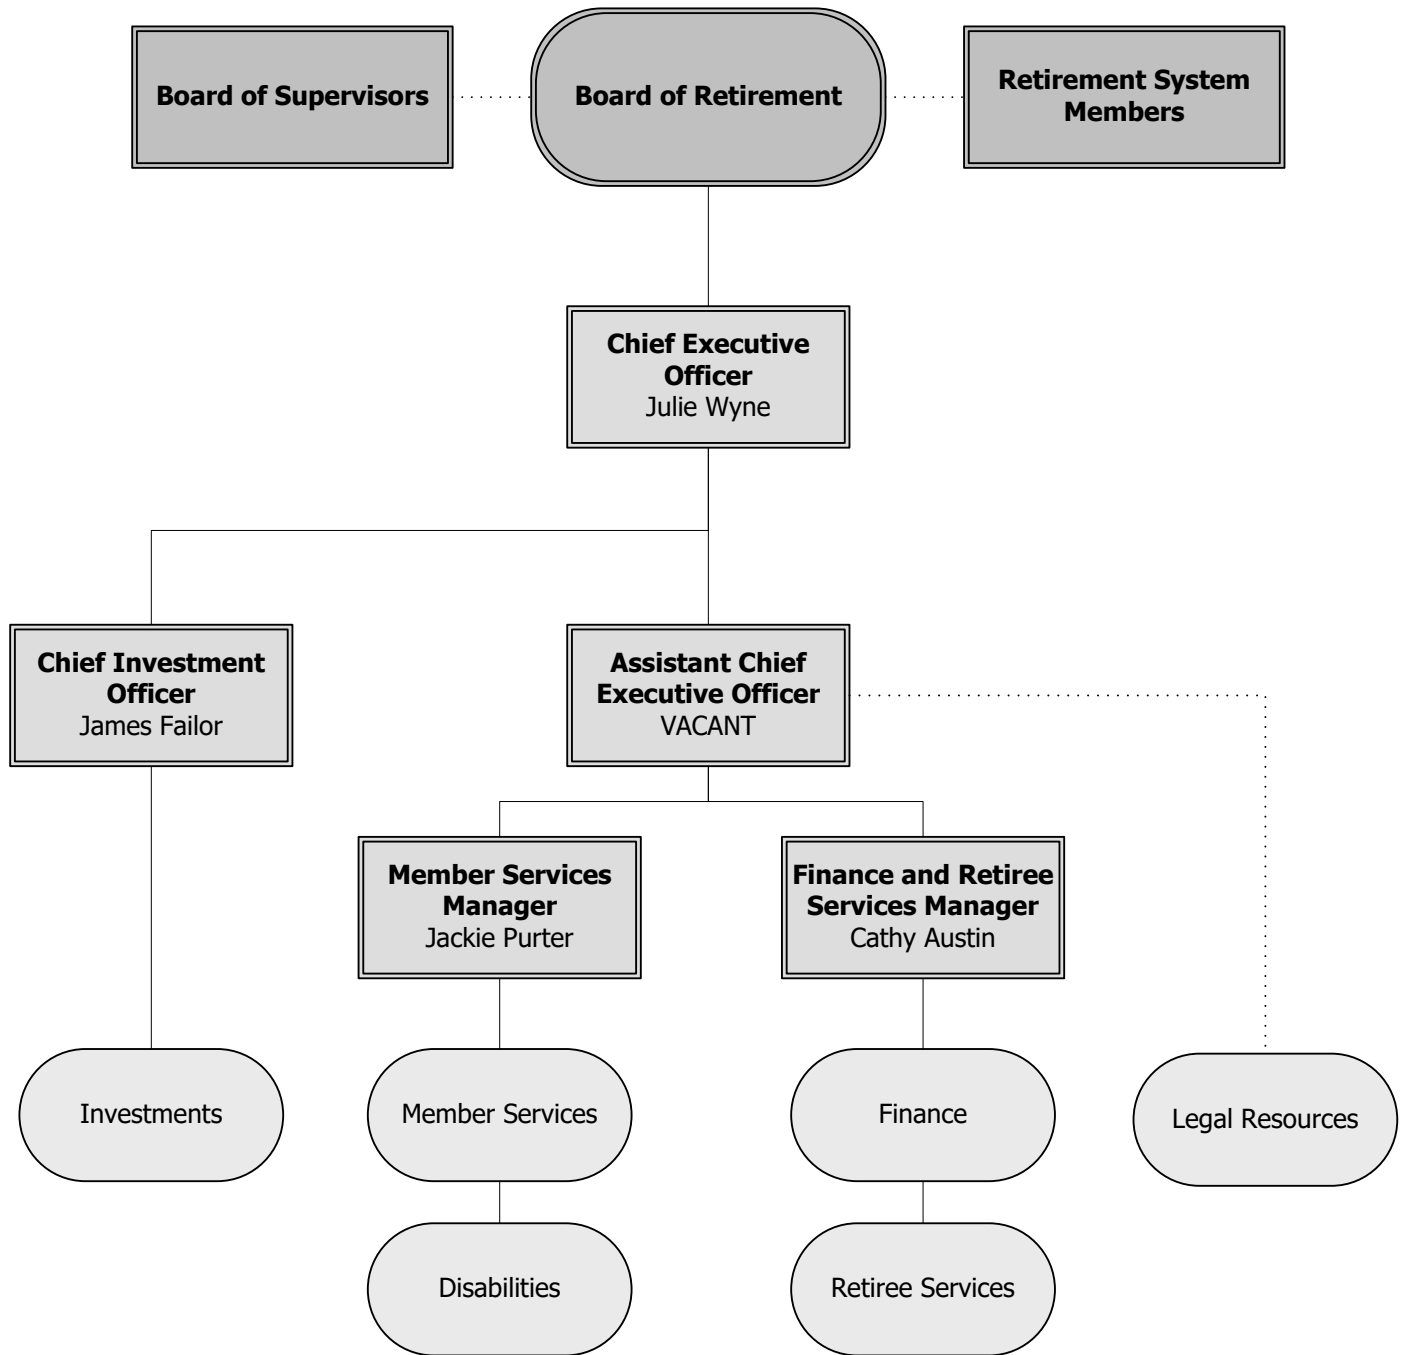 Board of Supervisors
Board of Retirement
Retirement System
Members
Chief Executive
Officer
Julie Wyne
Chief Investment
Officer
James Failor
Assistant Chief
Executive Officer
VACANT
Member Services
Manager
Jackie Purter
Finance and Retiree
Services Manager
Cathy Austin
Investments
Member Services
Finance
Legal Resources
Disabilities
Retiree Services